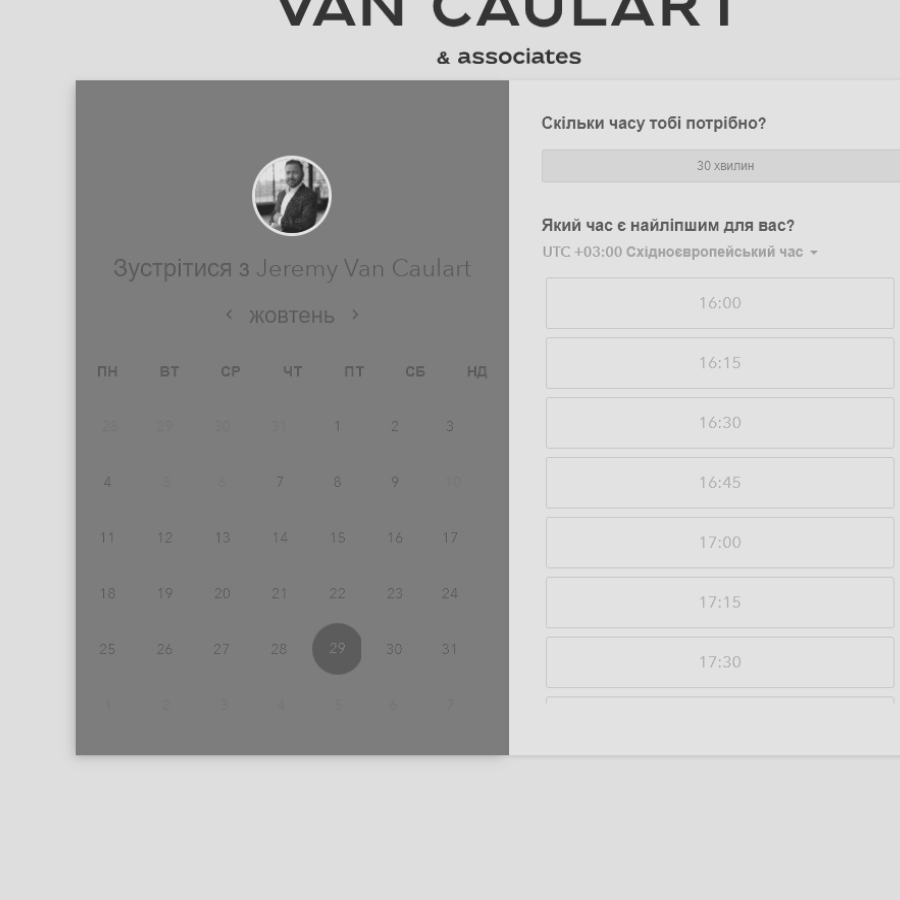 VAN CAULART
& associates
Зустрітися з Jeremy Van Caulart
жовтень
ПН ВТ СР ЧТ ПТ СБ НД
28 29 30 31 1 2 3
4 5 6 7 8 9 10
11 12 13 14 15 16 17
18 19 20 21 22 23 24
25 26 27 28 29 30 31
1 2 3 4 5 6 7
Скільки часу тобі потрібно?
30 хвилин
Який час є найліпшим для вас?
UTC +03:00 Східноєвропейський час
16:00
16:15
16:30
16:45
17:00
17:15
17:30